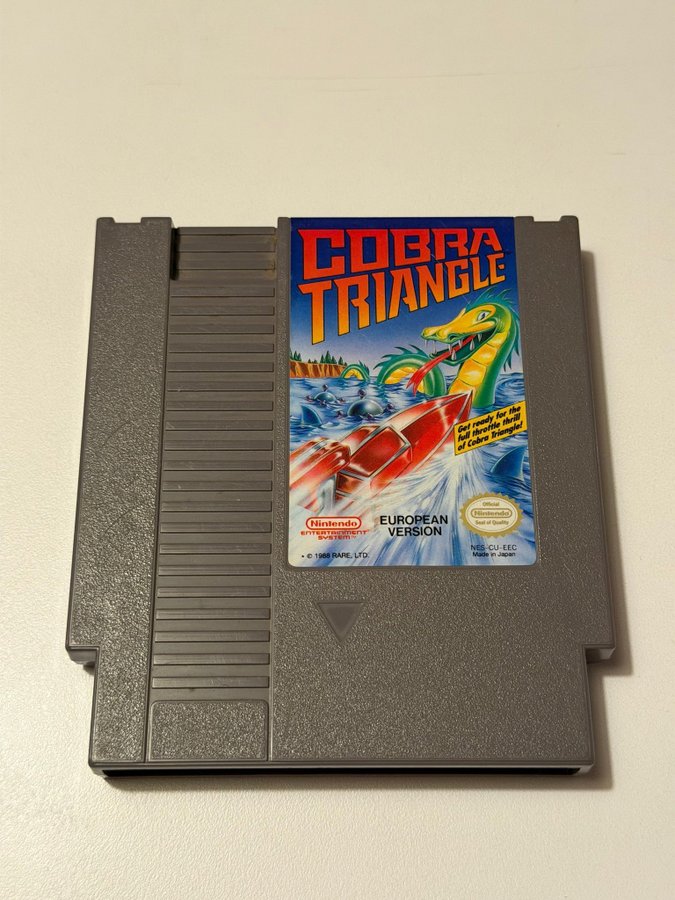 COBRA
TRIANGLE
Get ready for the
full throttle thrill
of Cobra Triangle!
Nintendo
ENTERTAINMENT
SYSTEM™
EUROPEAN
VERSION
Official
Nintendo
Seal of Quality
• © 1988 RARE, LTD.
NES-CU-EEC
Made in Japan